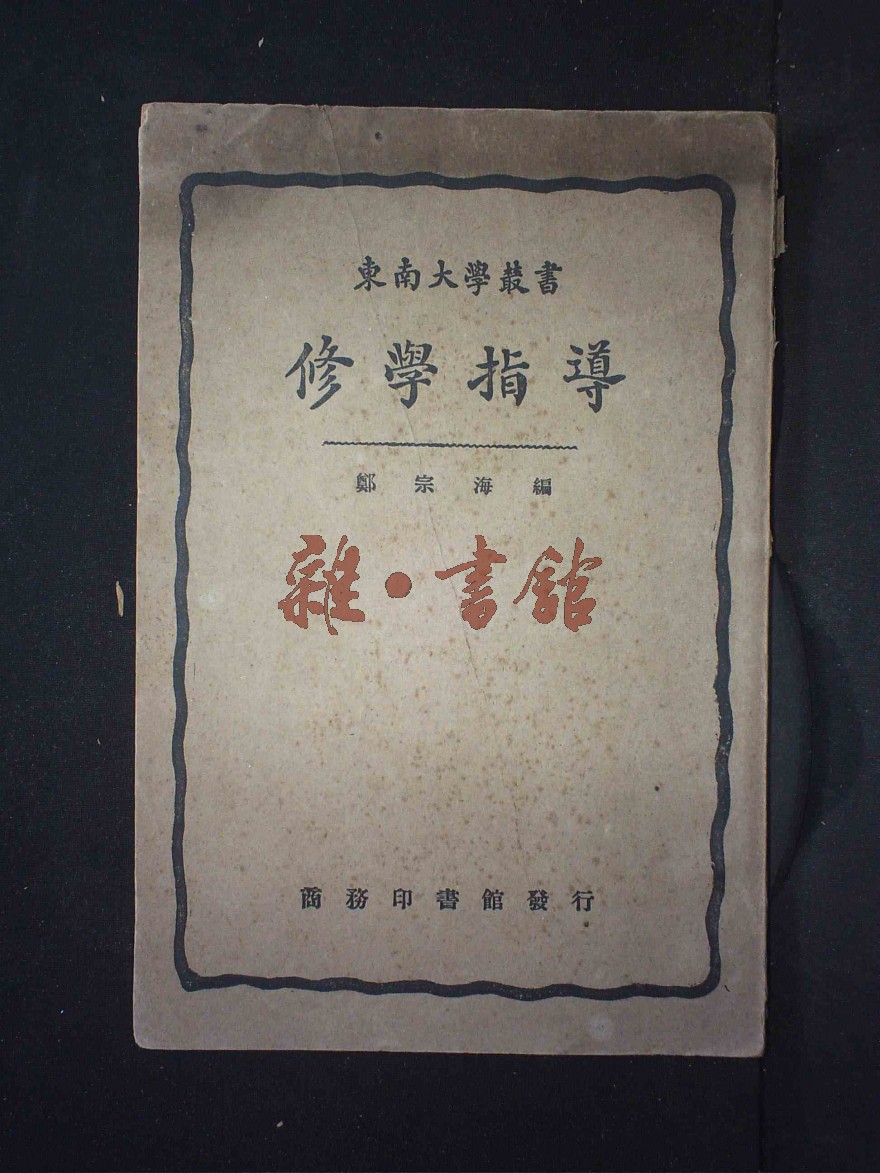 東南大學叢書
修學指導
鄭宗海編
雜·書館
商務印書館發行